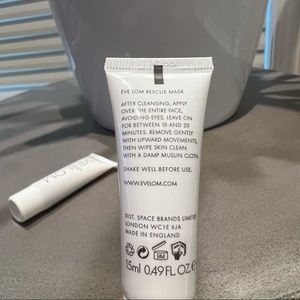 EVE LOM RESCUE MASK
AFTER CLEANSING, APPLY
OVER THE ENTIRE FACE,
AVOIDING EYES. LEAVE ON
FOR BETWEEN 15 AND 20
MINUTES. REMOVE GENTLY
WITH UPWARD MOVEMENTS,
THEN WIPE SKIN CLEAN
WITH A DAMP MUSLIN CLOTH.
SHAKE WELL BEFORE USE.
WWW.EVELOM.COM
DIST. SPACE BRANDS LIMITED
LONDON WC1E 6JA
MADE IN ENGLAND
15ml 0.49 FL.OZ.e
EVE LOM